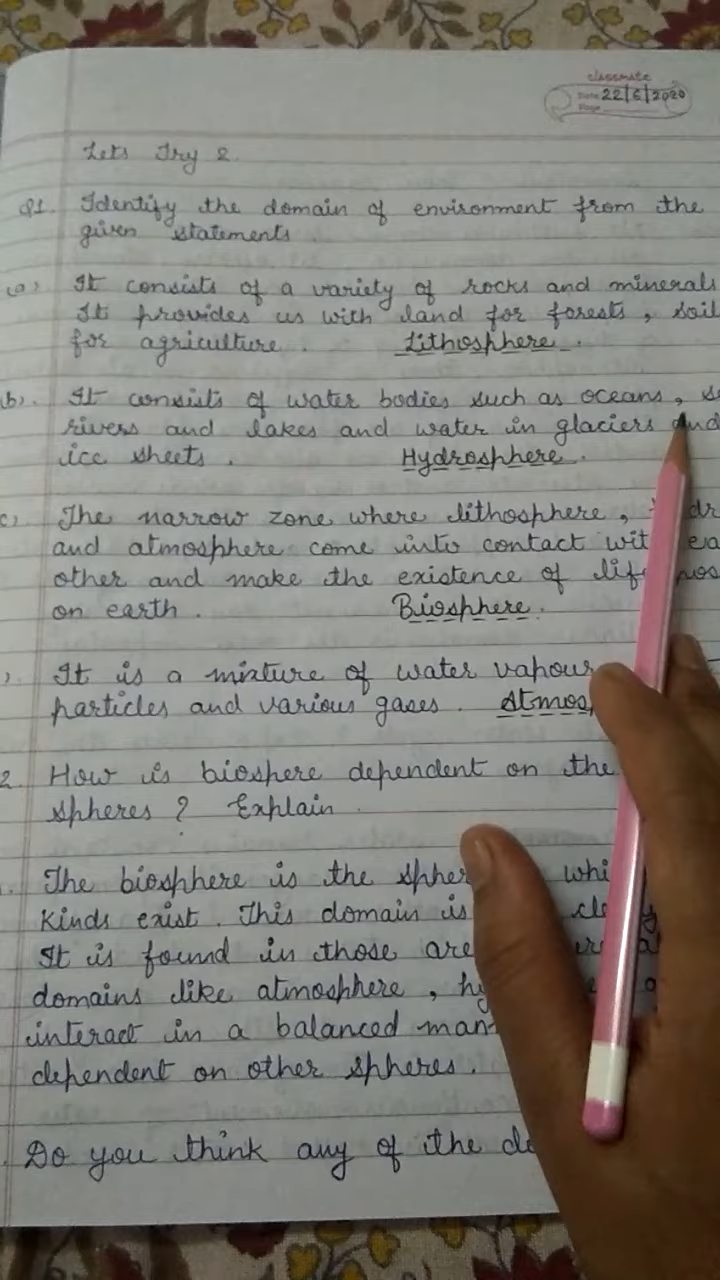 classmate
Date 22/6/2020
Page
Lets Try 2.
Q1. Identify the domain of environment from the
given statements.
(a) It consists of a variety of rocks and minerals
It provides us with land for forests, soil
for agriculture. Lithosphere.
(b). It consists of water bodies such as oceans,
rivers and lakes and water in glaciers and
ice sheets. Hydrosphere.
c) The narrow zone where lithosphere,
and atmosphere come into contact with
other and make the existence of life
on earth. Biosphere.
). It is a mixture of water vapour
particles and various gases. Atmos
2. How is biosphere dependent on the
spheres? Explain.
The biosphere is the sphere
kinds exist. This domain is
It is found in those
domains like atmosphere,
interact in a balanced
dependent on other spheres.
Do you think any of the